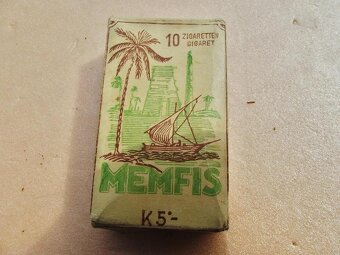 10 ZIGARETTEN
CIGARET
MEMFIS
K 5·-